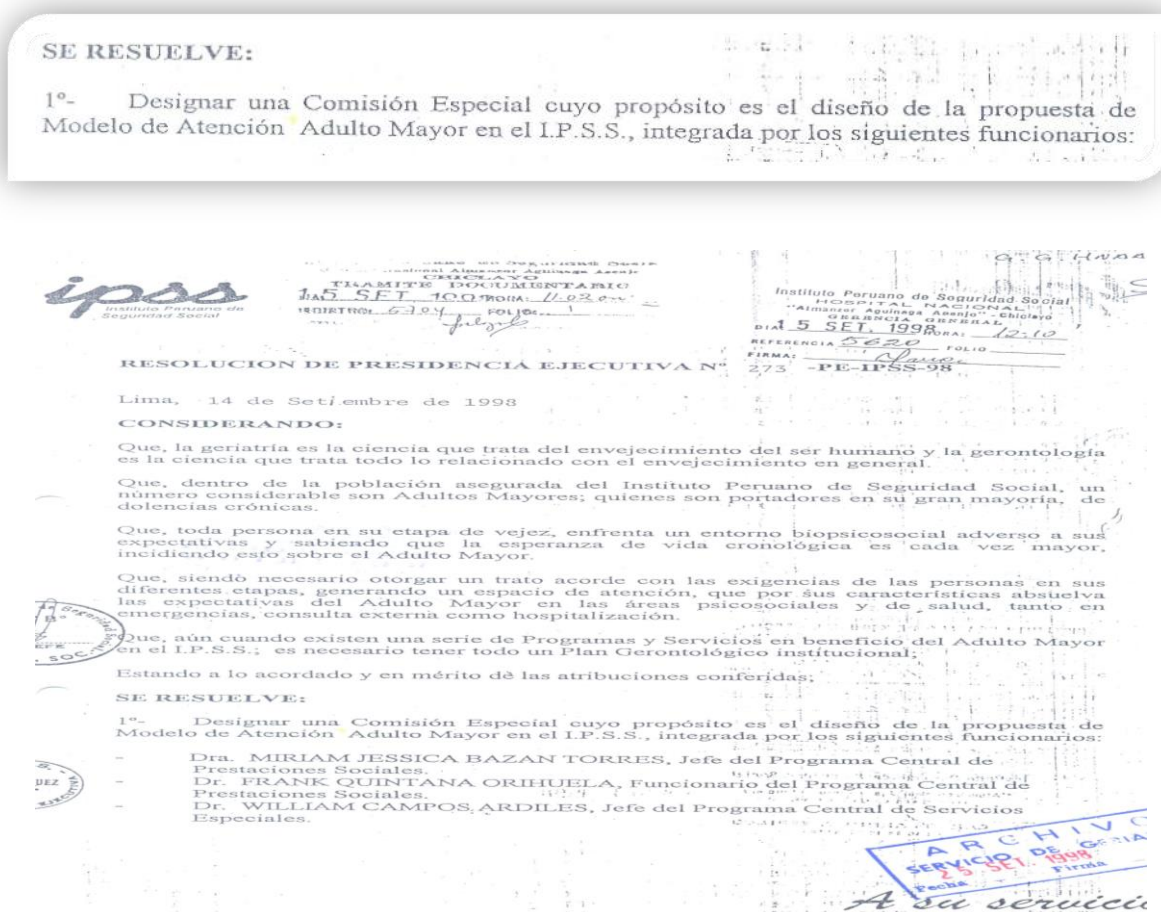 SE RESUELVE:
1°- Designar una Comisión Especial cuyo propósito es el diseño de la propuesta de
Modelo de Atención Adulto Mayor en el I.P.S.S., integrada por los siguientes funcionarios:
ipss
Instituto Peruano de
Seguridad Social
CHICLAYO
TRAMITE DOCUMENTARIO
HORA: 11.02
6704 FOLIO: 1
Instituto Peruano de Seguridad Social
HOSPITAL NACIONAL
"Almanzor Aguinaga Asenjo" - Chiclayo
GERENCIA GENERAL
DIA 15 SET. 1998 HORA: 12:10
REFERENCIA 5620 FOLIO
FIRMA:
RESOLUCION DE PRESIDENCIA EJECUTIVA N° 273 -PE-IPSS-98
Lima, 14 de Setiembre de 1998
CONSIDERANDO:
Que, la geriatría es la ciencia que trata del envejecimiento del ser humano y la gerontología
es la ciencia que trata todo lo relacionado con el envejecimiento en general.
Que, dentro de la población asegurada del Instituto Peruano de Seguridad Social, un
número considerable son Adultos Mayores; quienes son portadores en su gran mayoría, de
dolencias crónicas.
Que, toda persona en su etapa de vejez, enfrenta un entorno biopsicosocial adverso a sus
expectativas y sabiendo que la esperanza de vida cronológica es cada vez mayor,
incidiendo esto sobre el Adulto Mayor.
Que, siendo necesario otorgar un trato acorde con las exigencias de las personas en sus
diferentes etapas, generando un espacio de atención, que por sus características absuelva
las expectativas del Adulto Mayor en las áreas psicosociales y de salud, tanto en
emergencias, consulta externa como hospitalización.
Que, aún cuando existen una serie de Programas y Servicios en beneficio del Adulto Mayor
en el I.P.S.S.; es necesario tener todo un Plan Gerontológico institucional;
Estando a lo acordado y en mérito de las atribuciones conferidas;
SE RESUELVE:
1°- Designar una Comisión Especial cuyo propósito es el diseño de la propuesta de
Modelo de Atención Adulto Mayor en el I.P.S.S., integrada por los siguientes funcionarios:
- Dra. MIRIAM JESSICA BAZAN TORRES, Jefe del Programa Central de
Prestaciones Sociales.
- Dr. FRANK QUINTANA ORIHUELA, Funcionario del Programa Central de
Prestaciones Sociales.
- Dr. WILLIAM CAMPOS ARDILES, Jefe del Programa Central de Servicios
Especiales.
ARCHIVO
SERVICIO DE
25 SET. 1998
Fecha Firma
A su servicio